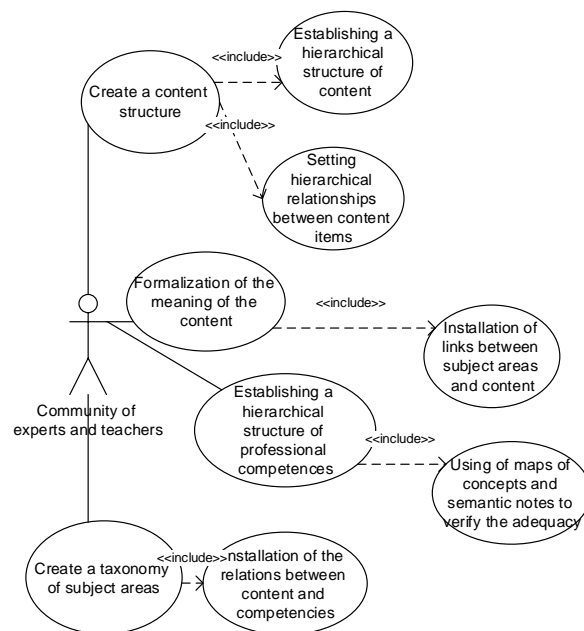 Establishing a
hierarchical
structure of
content
<<include>>
Create a content
structure
<<include>>
Setting
hierarchical
relationships
between content
items
Formalization of the
meaning of the
content
<<include>>
Installation of
links between
subject areas
and content
Community of
experts and teachers
Establishing a
hierarchical
structure of
professional
competences
<<include>>
Using of maps of
concepts and
semantic notes to
verify the adequacy
Create a taxonomy
of subject areas
<<include>>
Installation of the
relations between
content and
competencies